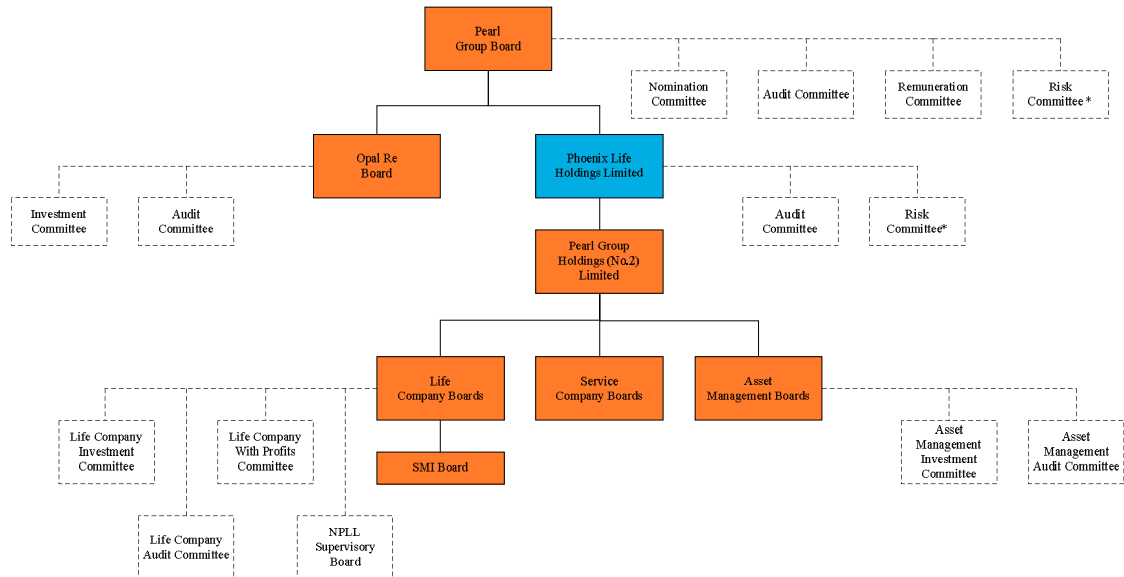 Pearl
Group Board
Nomination
Committee
Audit Committee
Remuneration
Committee
Risk
Committee *
Opal Re
Board
Phoenix Life
Holdings Limited
Investment
Committee
Audit
Committee
Audit
Committee
Risk
Committee*
Pearl Group
Holdings (No.2)
Limited
Life
Company Boards
Service
Company Boards
Asset
Management Boards
Life Company
Investment
Committee
Life Company
With Profits
Committee
SMI Board
Asset
Management
Investment
Committee
Asset
Management
Audit Committee
Life Company
Audit Committee
NPLL
Supervisory
Board